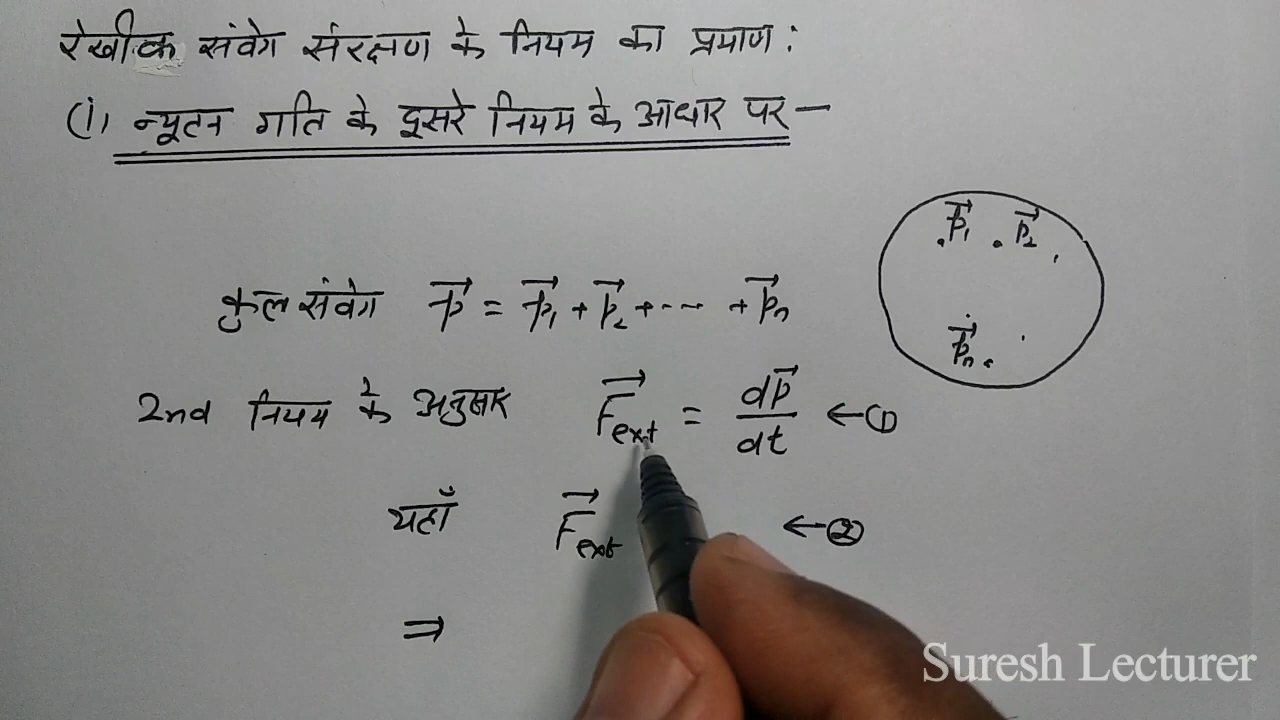 रेखीक संवेग संरक्षण के नियम का प्रमाण :
(i) न्यूटन गति के दूसरे नियम के आधार पर —
p⃗₁ p⃗₂
कुल संवेग p⃗ = p⃗₁ + p⃗₂ + --- + p⃗ₙ
p⃗ₙ
2nd नियम के अनुसार F⃗ext = dp⃗/dt ← ①
यहाँ F⃗ext ← ②
⇒
Suresh Lecturer